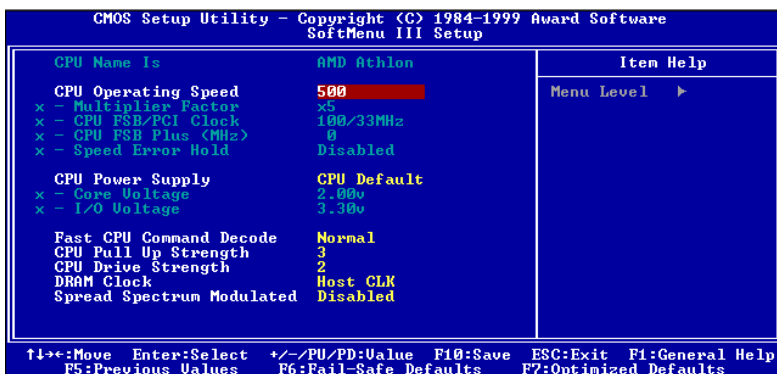 CMOS Setup Utility - Copyright (C) 1984-1999 Award Software
SoftMenu III Setup
CPU Name Is AMD Athlon
Item Help
CPU Operating Speed 500
Menu Level ►
x - Multiplier Factor x5
x - CPU FSB/PCI Clock 100/33MHz
x - CPU FSB Plus (MHz) 0
x - Speed Error Hold Disabled
CPU Power Supply CPU Default
x - Core Voltage 2.00v
x - I/O Voltage 3.30v
Fast CPU Command Decode Normal
CPU Pull Up Strength 3
CPU Drive Strength 2
DRAM Clock Host CLK
Spread Spectrum Modulated Disabled
↑↓→←:Move Enter:Select +/-/PU/PD:Value F10:Save ESC:Exit F1:General Help
F5:Previous Values F6:Fail-Safe Defaults F7:Optimized Defaults